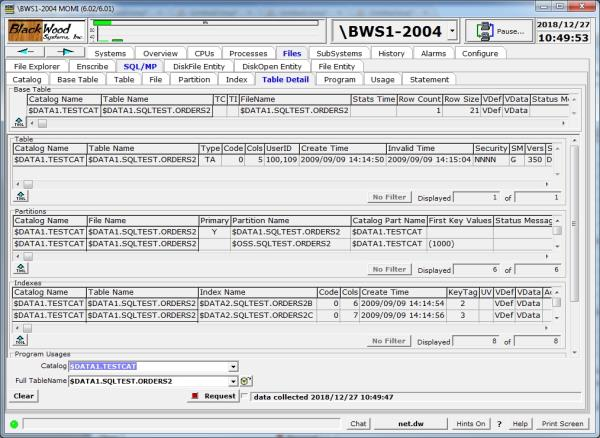 \BWS1-2004 MOMI (6.02/6.01)
BlackWood Systems, Inc.
\BWS1-2004
Pause...
2018/12/27
10:49:53
Systems Overview CPUs Processes Files SubSystems History Alarms Configure
File Explorer Enscribe SQL/MP DiskFile Entity DiskOpen Entity File Entity
Catalog Base Table Table File Partition Index Table Detail Program Usage Statement
Base Table
Catalog Name Table Name TC TI FileName Stats Time Row Count Row Size VDef VData Status M
$DATA1.TESTCAT $DATA1.SQLTEST.ORDERS2 $DATA1.SQLTEST.ORDERS2 1 21 VDef VData
TOOL
Table
Catalog Name Table Name Type Code Cols UserID Create Time Invalid Time Security SM Vers S
$DATA1.TESTCAT $DATA1.SQLTEST.ORDERS2 TA 0 5 100,109 2009/09/09 14:14:50 2009/09/09 14:15:04 NNNN G 350 D
TOOL No Filter Displayed 1 of 1
Partitions
Catalog Name File Name Primary Partition Name Catalog Part Name First Key Values Status Messag
$DATA1.TESTCAT $DATA1.SQLTEST.ORDERS2 Y $DATA1.SQLTEST.ORDERS2 $DATA1.TESTCAT
$OSS.SQLTEST.ORDERS2 $DATA1.TESTCAT (1000)
TOOL No Filter Displayed 6 of 6
Indexes
Catalog Name Table Name Index Name Code Cols Create Time KeyTag UV VDef VData A
$DATA1.TESTCAT $DATA1.SQLTEST.ORDERS2 $DATA2.SQLTEST.ORDERS2B 0 6 2009/09/09 14:14:54 2 VDef VData
$DATA1.TESTCAT $DATA1.SQLTEST.ORDERS2 $DATA2.SQLTEST.ORDERS2C 0 7 2009/09/09 14:14:56 3 VDef VData
TOOL No Filter Displayed 8 of 8
Program Usages
Catalog $DATA1.TESTCAT
Full TableName $DATA1.SQLTEST.ORDERS2
Clear Request data collected 2018/12/27 10:49:47
Chat net.dw Hints On ? Help Print Screen